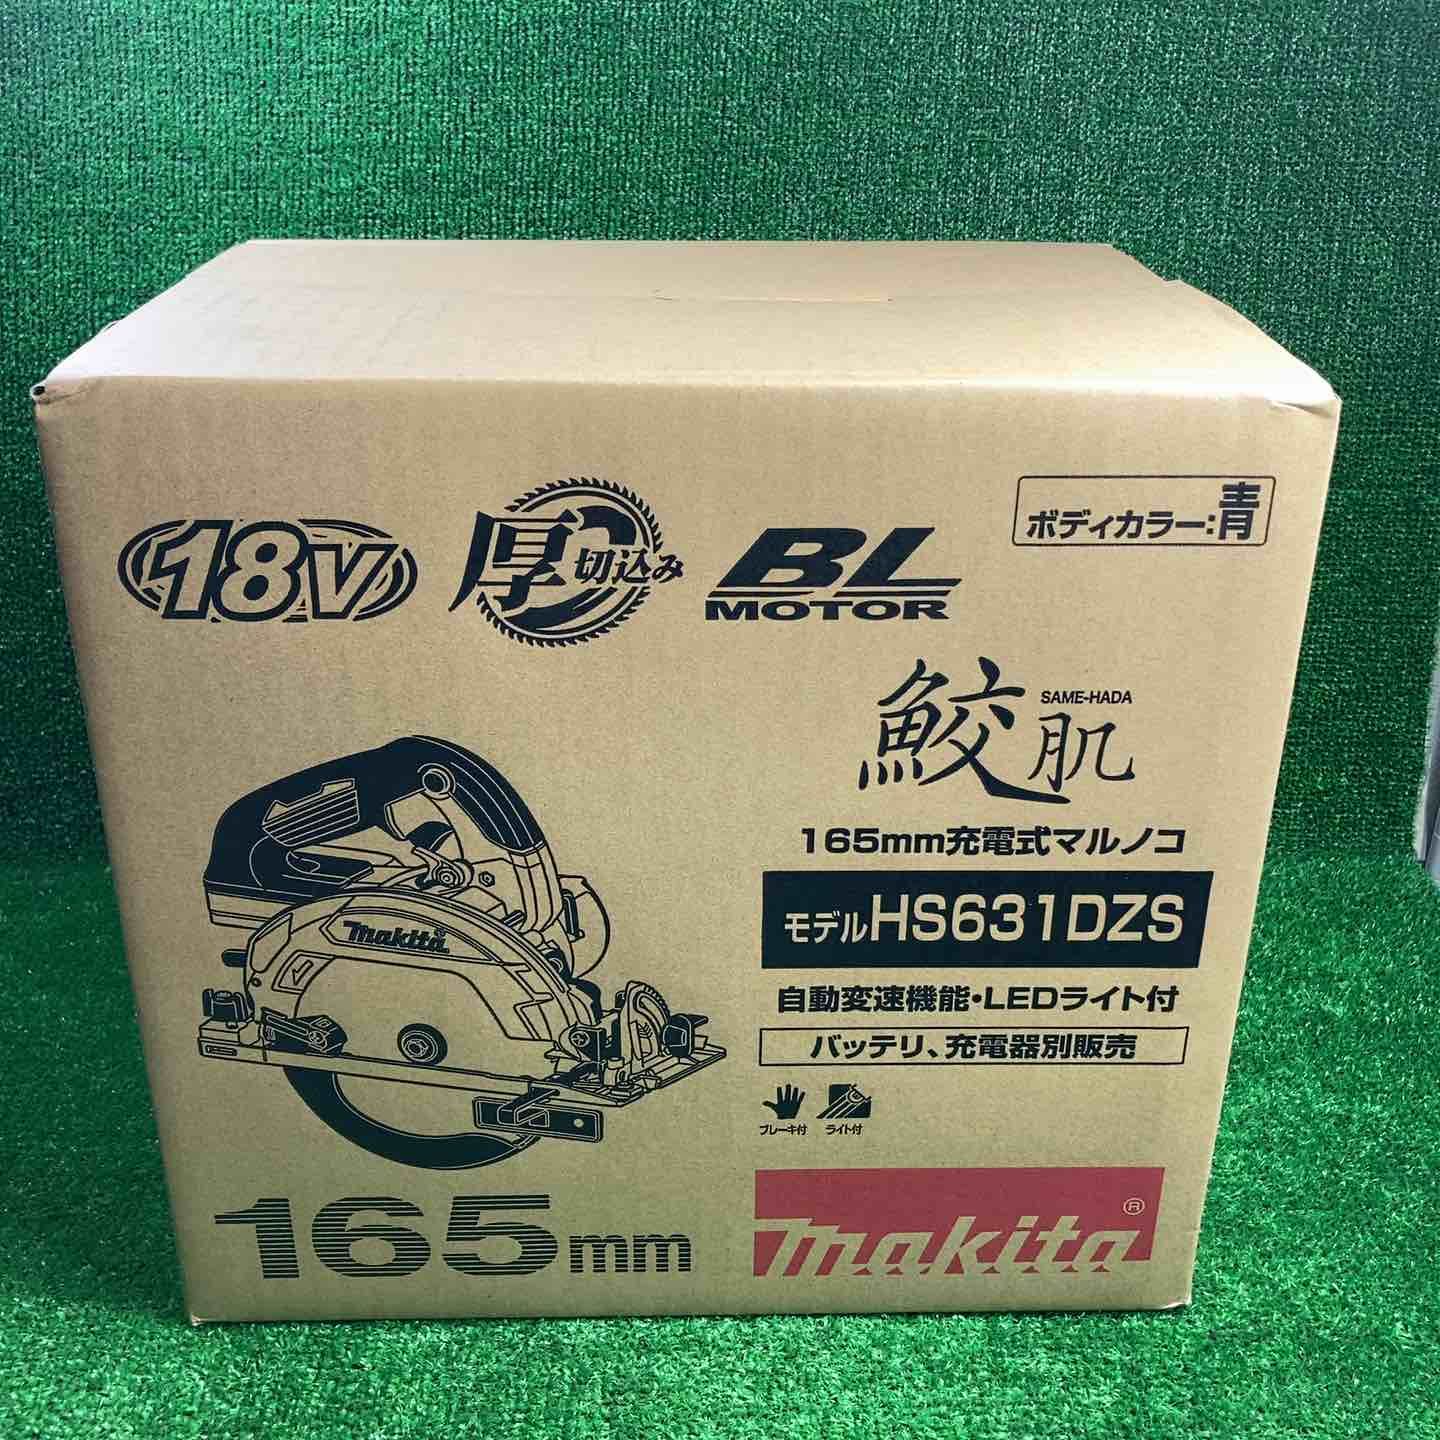 18V
厚切込み
BL
MOTOR
ボディカラー:青
鮫肌
SAME-HADA
165mm充電式マルノコ
モデルHS631DZS
自動変速機能・LEDライト付
バッテリ、充電器別販売
ブレーキ付 ライト付
makita
165mm
makita®